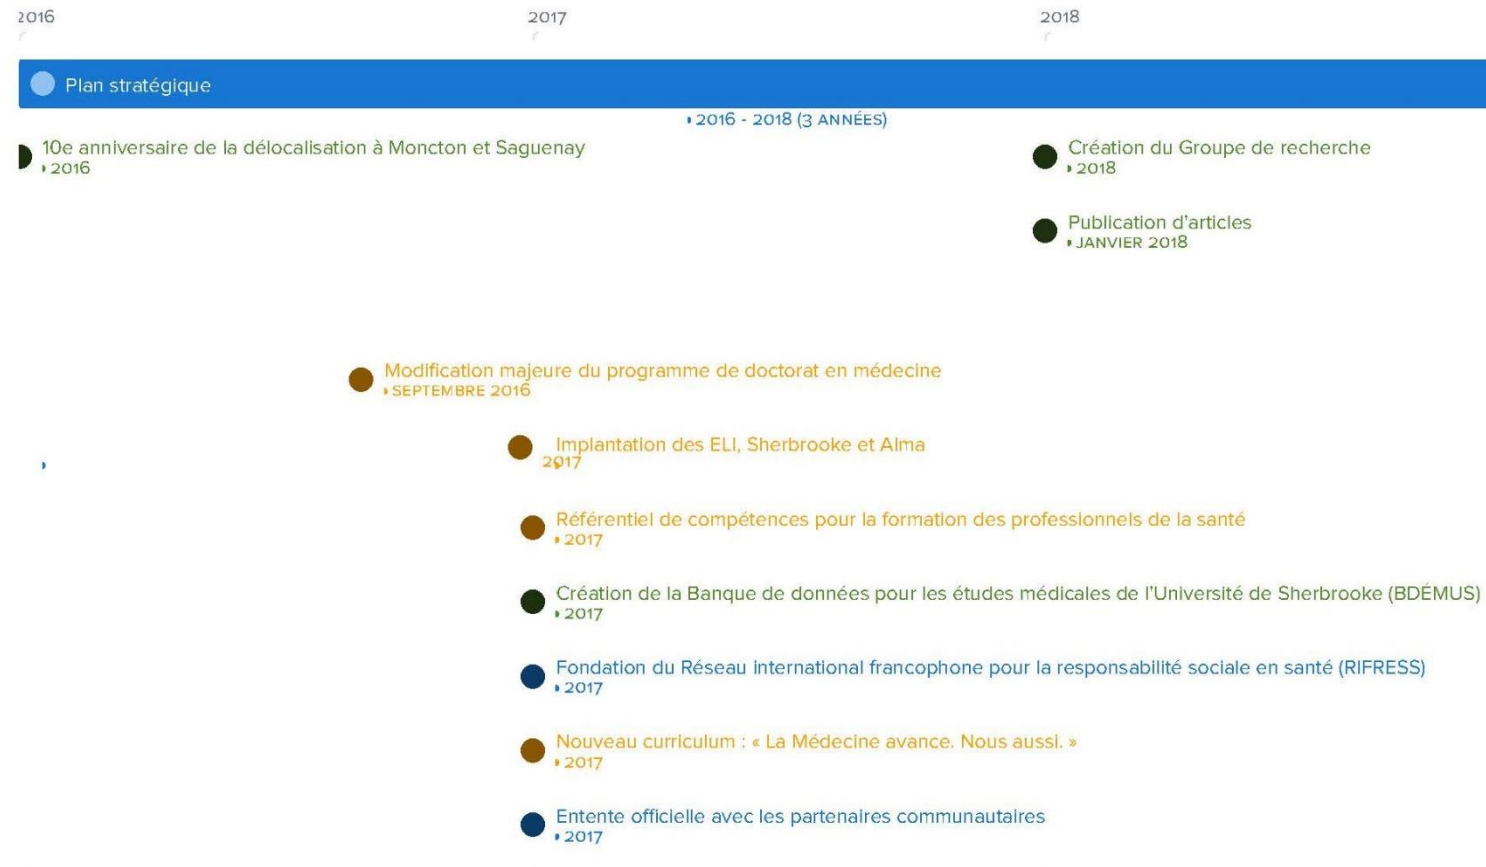 2016
2017
2018
Plan stratégique
2016 - 2018 (3 ANNÉES)
10e anniversaire de la délocalisation à Moncton et Saguenay
2016
Création du Groupe de recherche
2018
Publication d'articles
JANVIER 2018
Modification majeure du programme de doctorat en médecine
SEPTEMBRE 2016
Implantation des ELI, Sherbrooke et Alma
2017
Référentiel de compétences pour la formation des professionnels de la santé
2017
Création de la Banque de données pour les études médicales de l'Université de Sherbrooke (BDÉMUS)
2017
Fondation du Réseau international francophone pour la responsabilité sociale en santé (RIFRESS)
2017
Nouveau curriculum : « La Médecine avance. Nous aussi. »
2017
Entente officielle avec les partenaires communautaires
2017